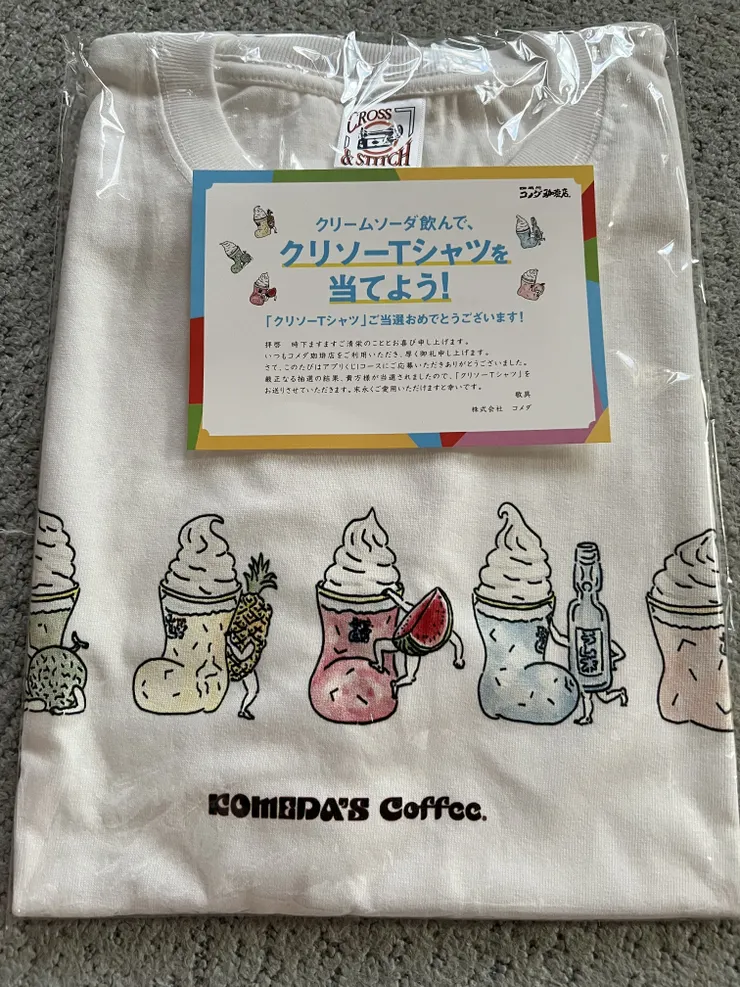 CROSS
& STITCH
コメダ珈琲店
クリームソーダ飲んで、
クリソーTシャツを
当てよう!
「クリソーTシャツ」ご当選おめでとうございます!
拝啓 時下ますますご清栄のこととお喜び申し上げます。
いつもコメダ珈琲店をご利用いただき、厚く御礼申し上げます。
さて、このたびはアプリくじコースにご応募いただきありがとうございました。
厳正なる抽選の結果、貴方様が当選されましたので、「クリソーTシャツ」を
お送りさせていただきます。末永くご愛用いただけますと幸いです。
敬具
株式会社 コメダ
KOMEDA'S Coffee.